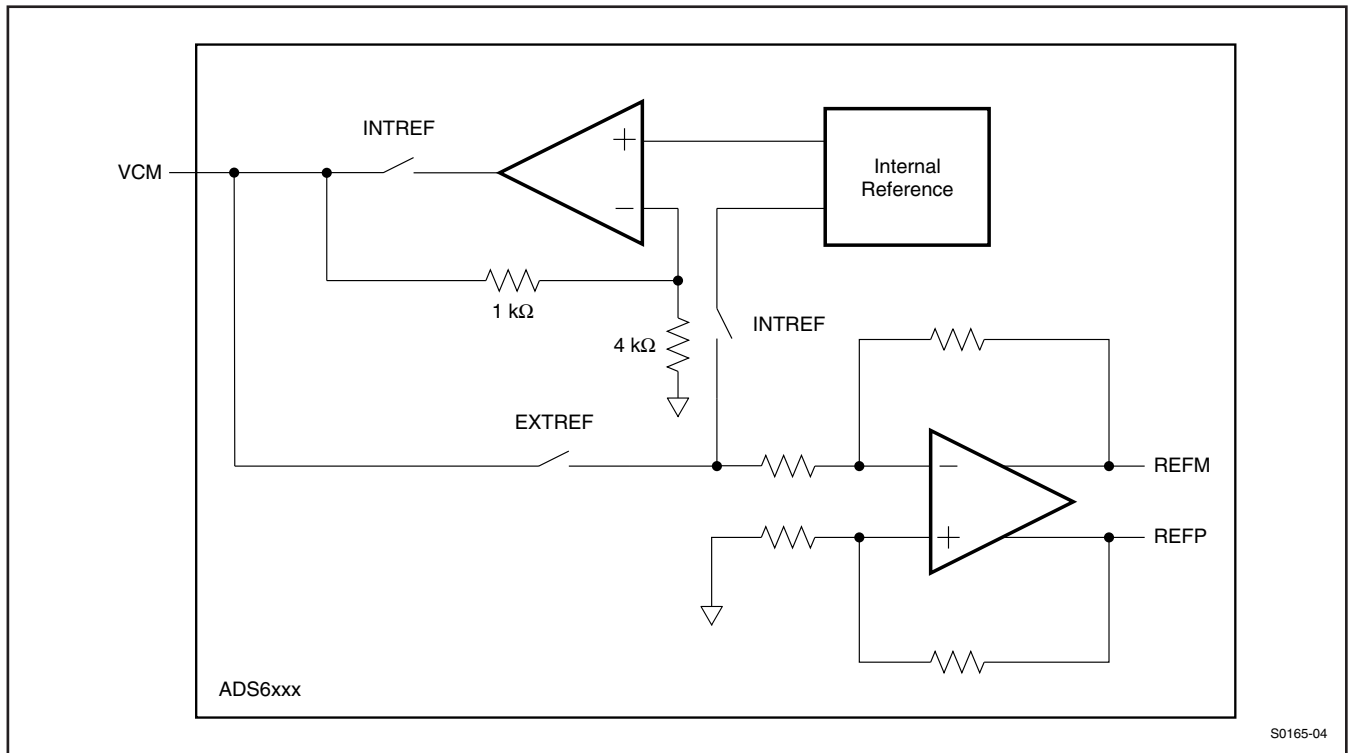 INTREF
VCM
+
−
Internal
Reference
1 kΩ
4 kΩ
INTREF
EXTREF
−
+
REFM
REFP
ADS6xxx
S0165-04